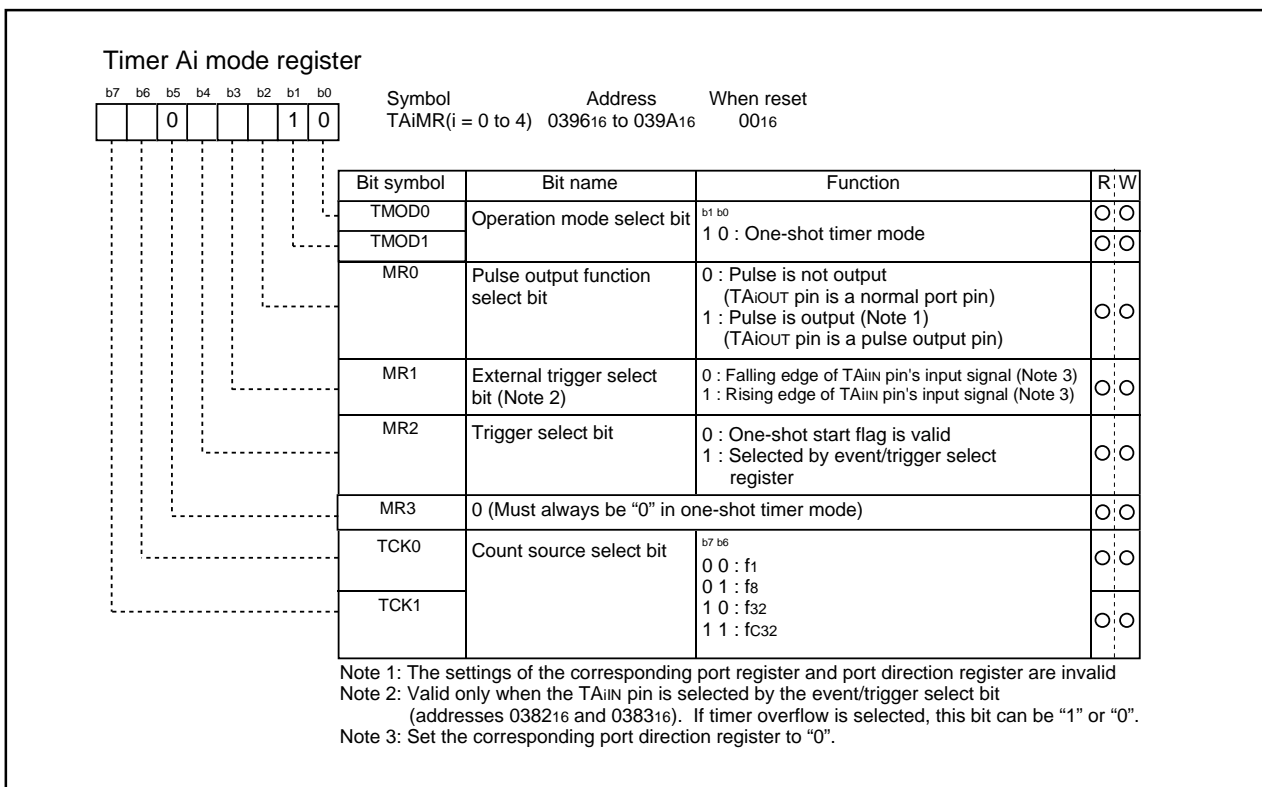 Timer Ai mode register
b7 b6 b5 b4 b3 b2 b1 b0
0 1 0
Symbol Address When reset
TAiMR(i = 0 to 4) 039616 to 039A16 0016
Bit symbol Bit name Function R W
TMOD0 Operation mode select bit b1 b0
TMOD1 1 0 : One-shot timer mode
MR0 Pulse output function select bit
0 : Pulse is not output
(TAiOUT pin is a normal port pin)
1 : Pulse is output (Note 1)
(TAiOUT pin is a pulse output pin)
MR1 External trigger select bit (Note 2)
0 : Falling edge of TAiIN pin's input signal (Note 3)
1 : Rising edge of TAiIN pin's input signal (Note 3)
MR2 Trigger select bit
0 : One-shot start flag is valid
1 : Selected by event/trigger select
register
MR3 0 (Must always be “0” in one-shot timer mode)
TCK0 Count source select bit
b7 b6
0 0 : f1
0 1 : f8
TCK1
1 0 : f32
1 1 : fC32
Note 1: The settings of the corresponding port register and port direction register are invalid
Note 2: Valid only when the TAiIN pin is selected by the event/trigger select bit
(addresses 038216 and 038316). If timer overflow is selected, this bit can be “1” or “0”.
Note 3: Set the corresponding port direction register to “0”.